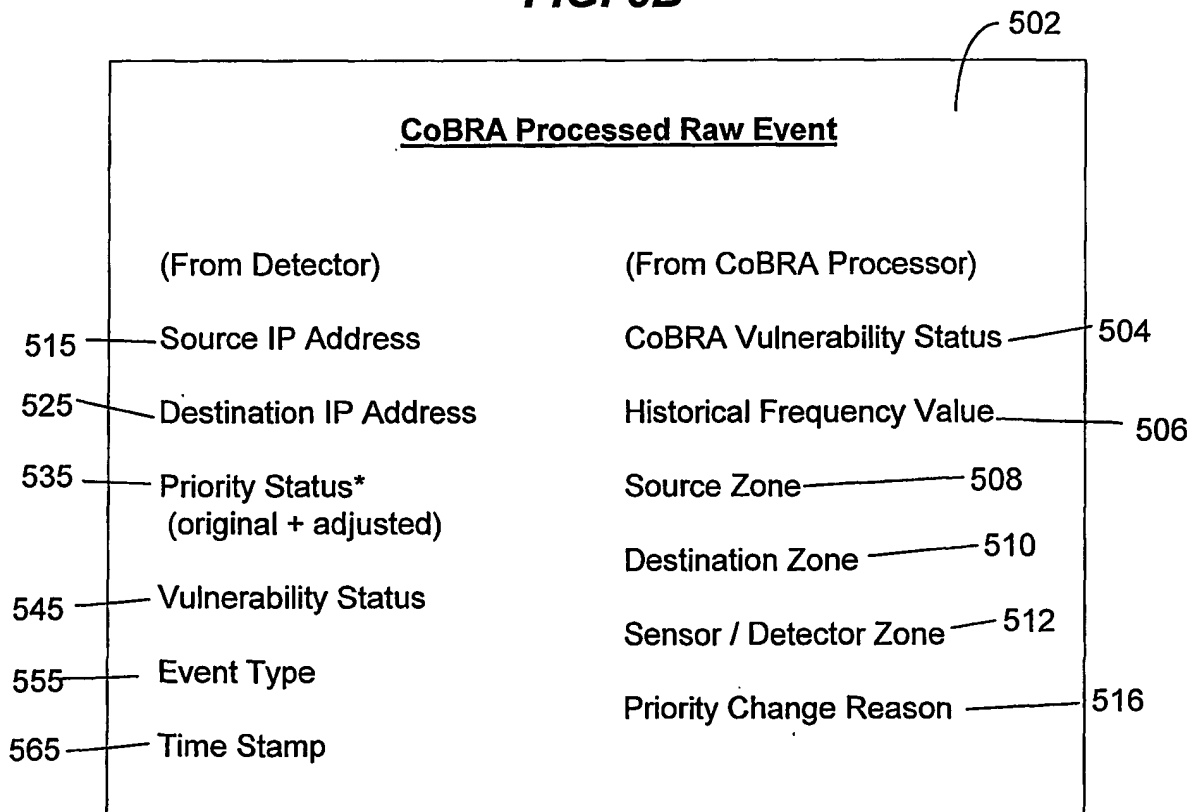 502
CoBRA Processed Raw Event
(From Detector)
(From CoBRA Processor)
515
Source IP Address
CoBRA Vulnerability Status
504
525
Destination IP Address
Historical Frequency Value
506
535
Priority Status*
(original + adjusted)
Source Zone
508
Destination Zone
510
545
Vulnerability Status
Sensor / Detector Zone
512
555
Event Type
Priority Change Reason
516
565
Time Stamp